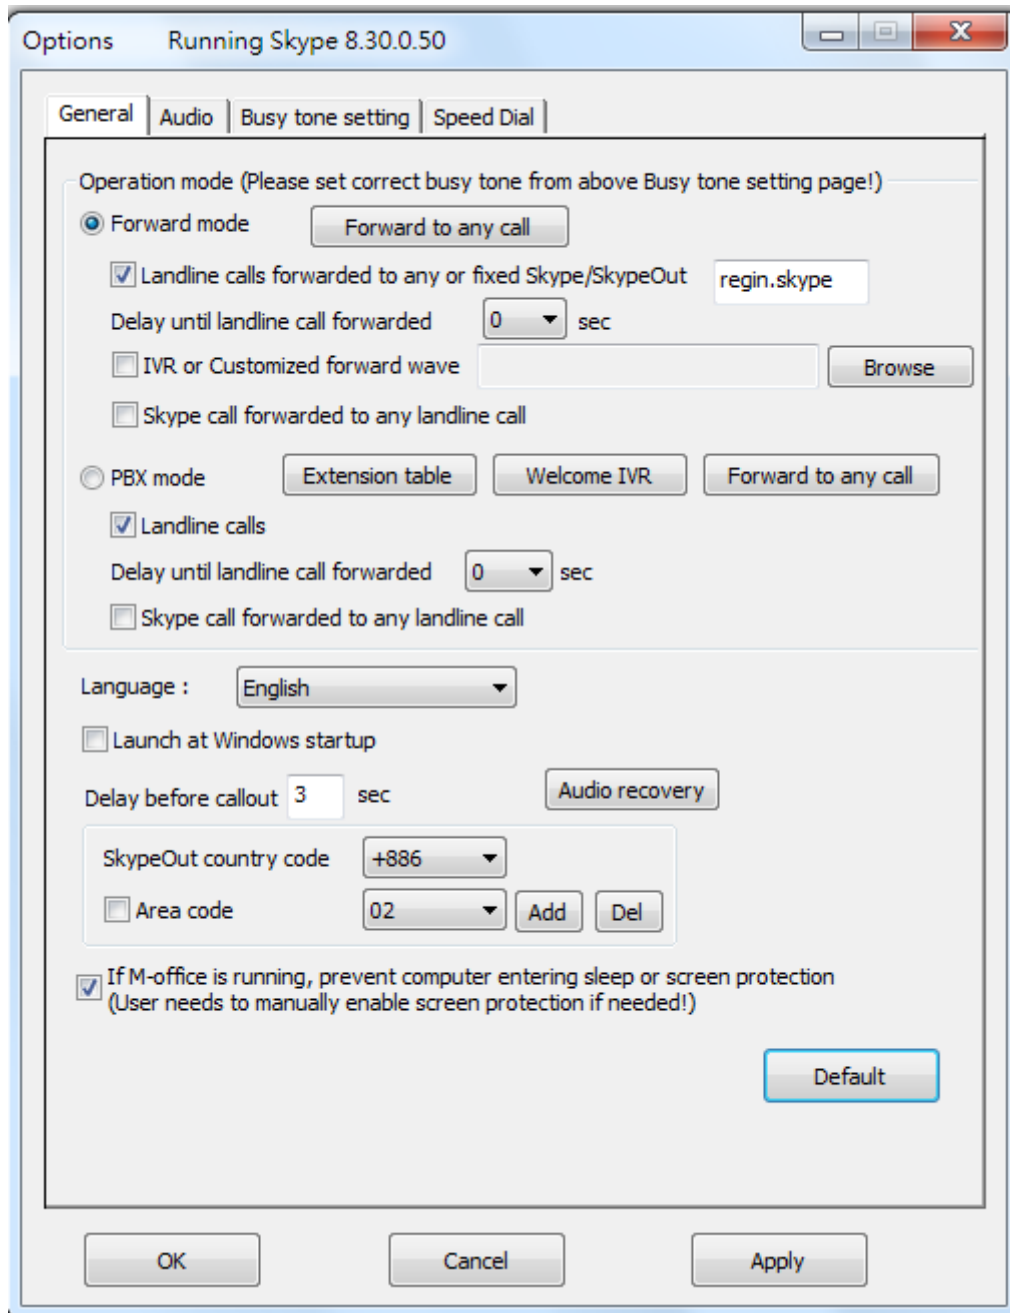 Options Running Skype 8.30.0.50
General Audio Busy tone setting Speed Dial
Operation mode (Please set correct busy tone from above Busy tone setting page!)
Forward mode Forward to any call
Landline calls forwarded to any or fixed Skype/SkypeOut regin.skype
Delay until landline call forwarded 0 sec
IVR or Customized forward wave Browse
Skype call forwarded to any landline call
PBX mode Extension table Welcome IVR Forward to any call
Landline calls
Delay until landline call forwarded 0 sec
Skype call forwarded to any landline call
Language : English
Launch at Windows startup
Delay before callout 3 sec Audio recovery
SkypeOut country code +886
Area code 02 Add Del
If M-office is running, prevent computer entering sleep or screen protection
(User needs to manually enable screen protection if needed!)
Default
OK Cancel Apply